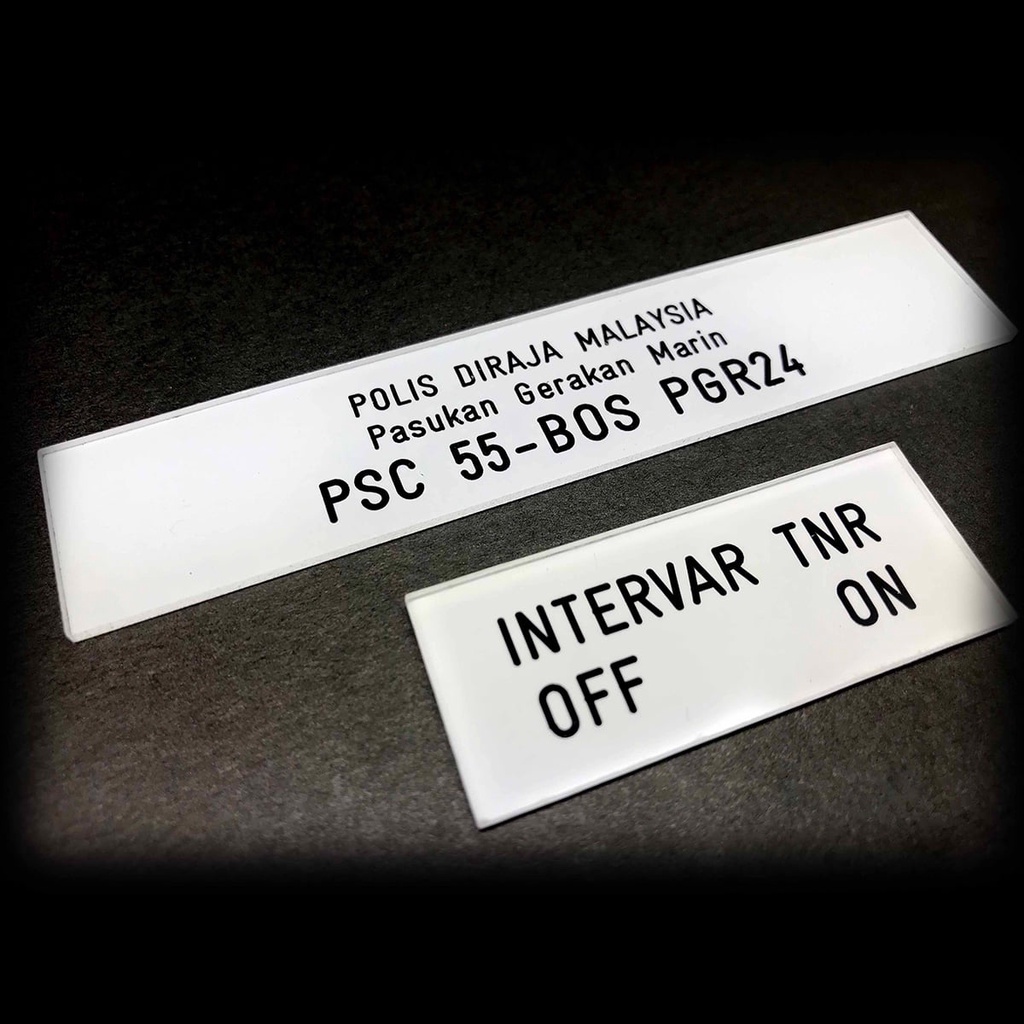 POLIS DIRAJA MALAYSIA
Pasukan Gerakan Marin
PSC 55-BOS PGR24
INTERVAR TNR
OFF ON